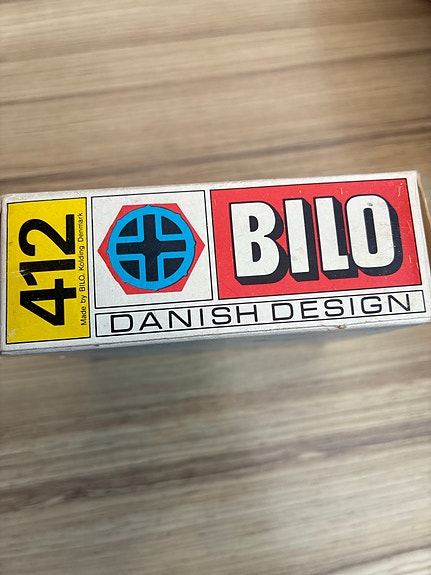 412
Made by BILO, Kolding, Denmark
BILO
DANISH DESIGN